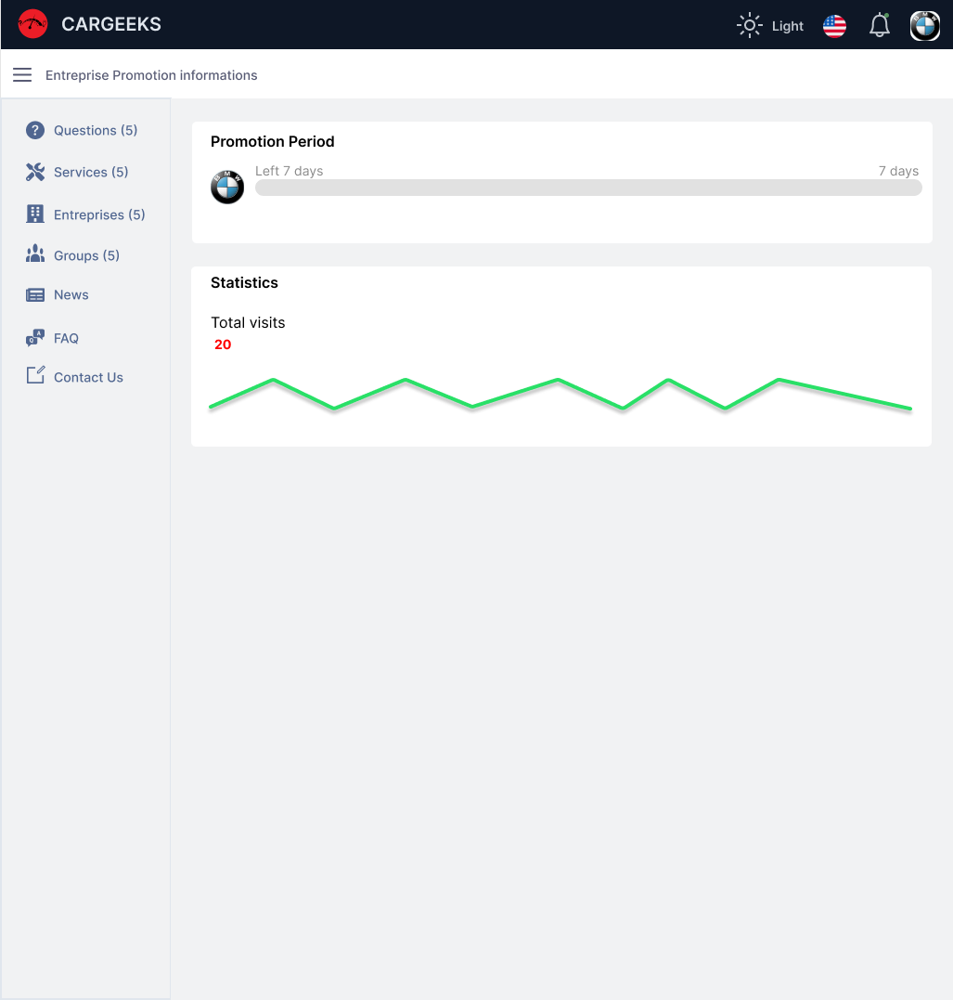 CARGEEKS
Light
Entreprise Promotion informations
Questions (5)
Services (5)
Entreprises (5)
Groups (5)
News
FAQ
Contact Us
Promotion Period
Left 7 days
7 days
BMW
Statistics
Total visits
20